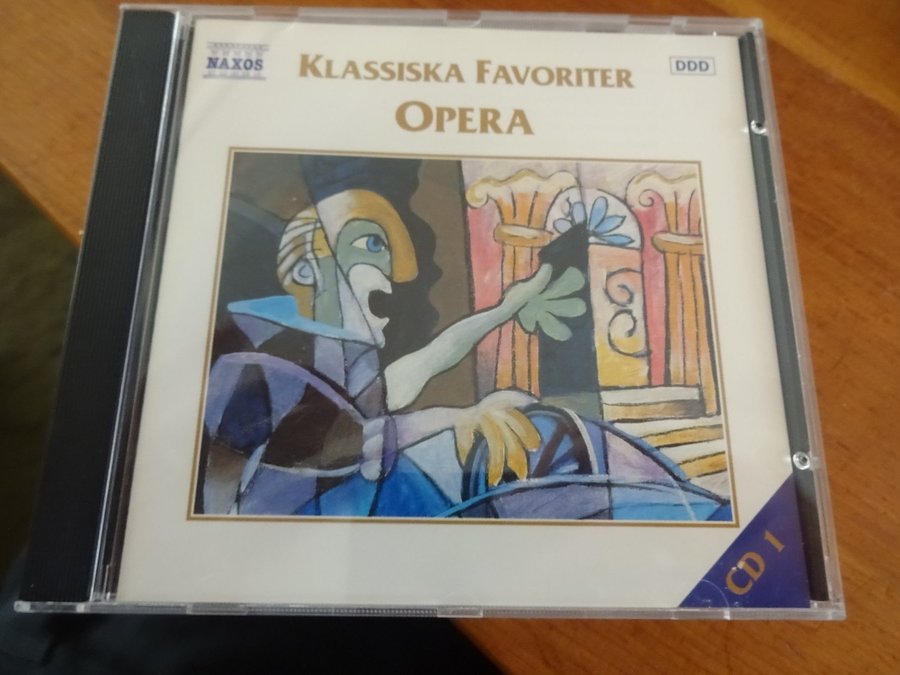 NAXOS
KLASSISKA FAVORITER
DDD
OPERA
CD 1